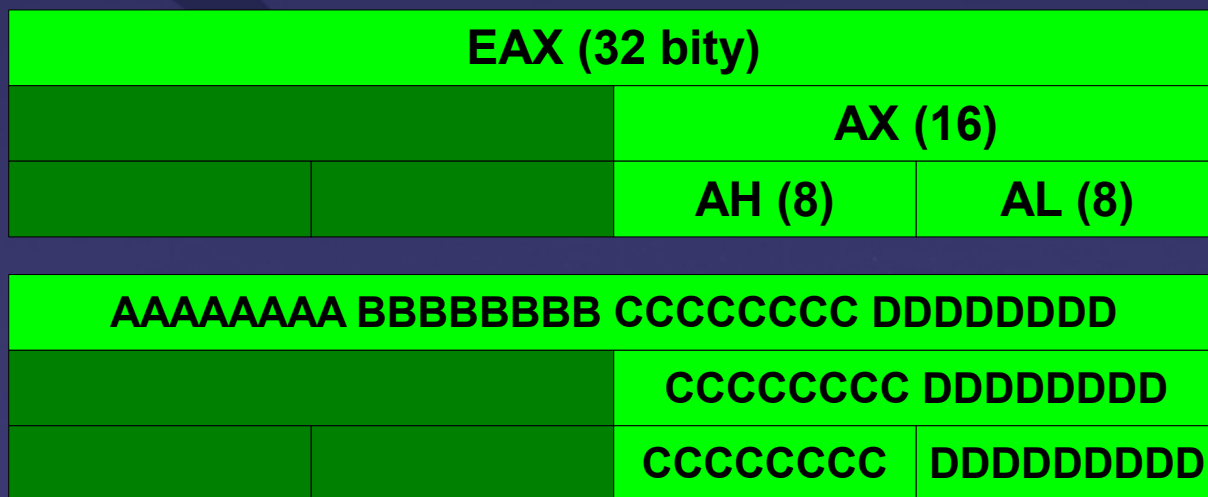 EAX (32 bity)
AX (16)
AH (8) AL (8)
AAAAAAAA BBBBBBBB CCCCCCCC DDDDDDDD
CCCCCCCC DDDDDDDD
CCCCCCCC DDDDDDDDD